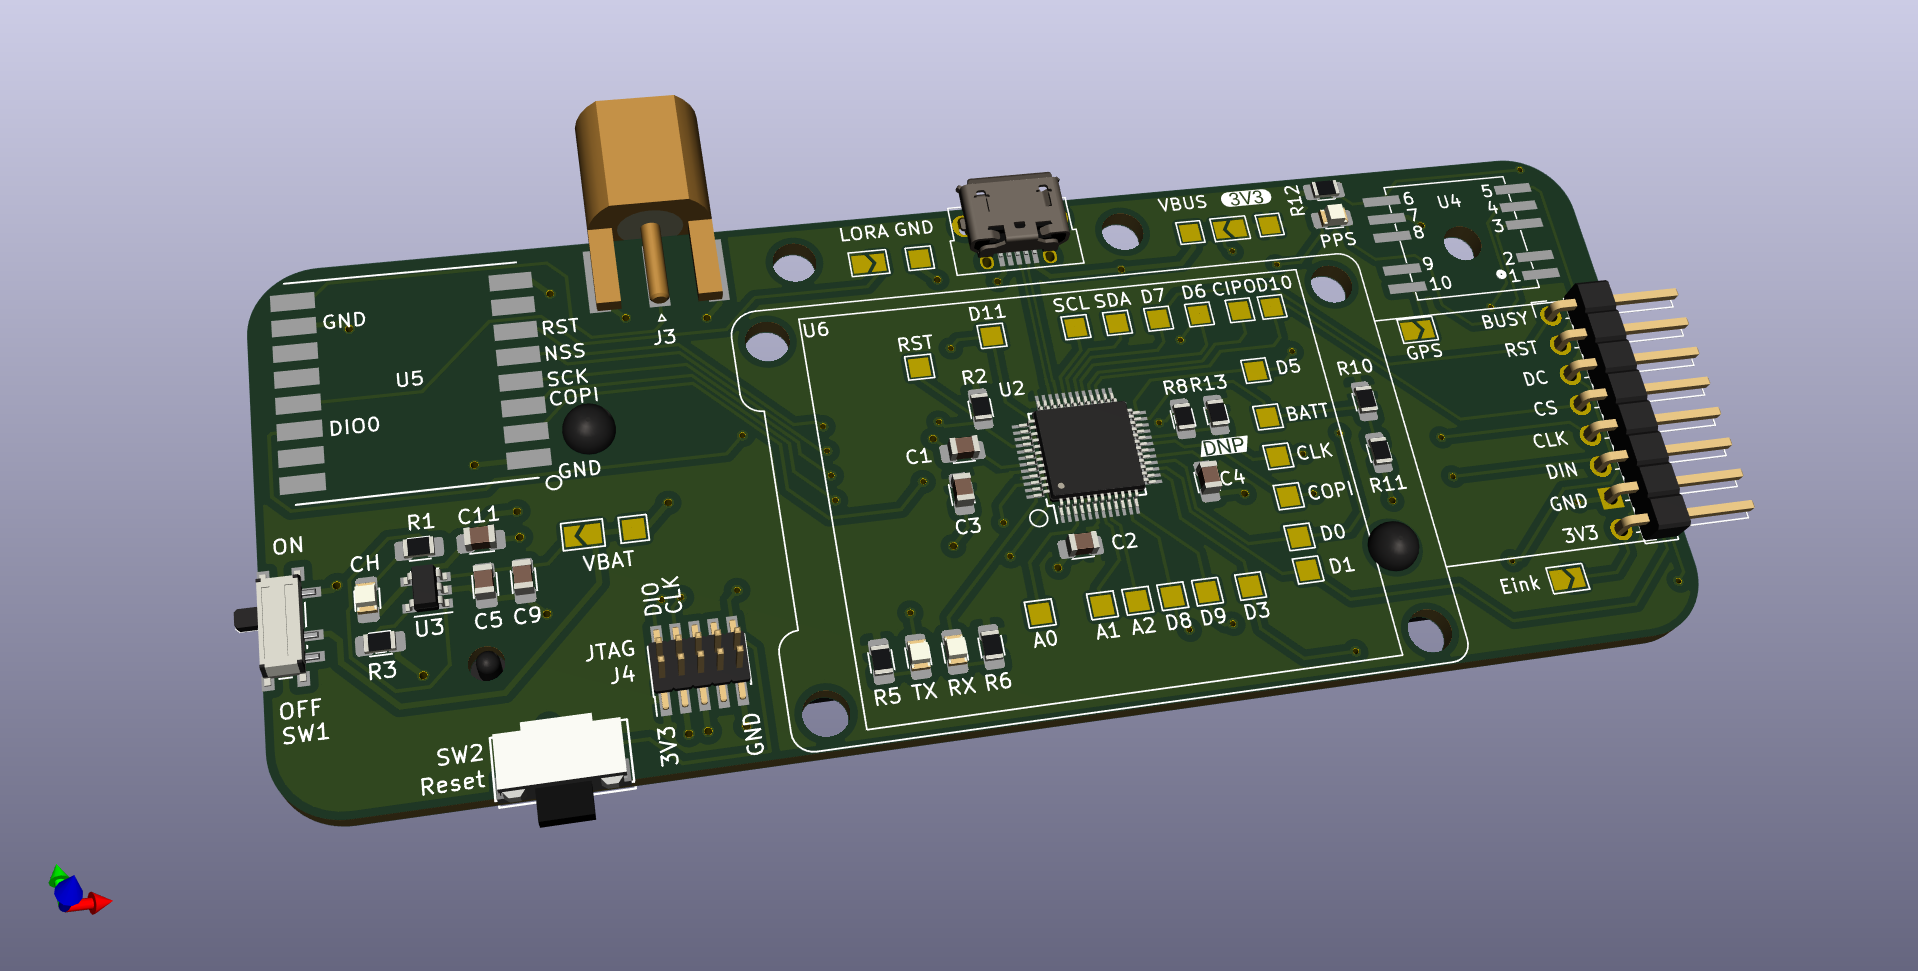 LORA GND
VBUS 3V3
R12
PPS
6
7
8
9
10
U4
5
4
3
2
1
GND
U5
DIO0
RST
NSS
SCK
COPI
GND
J3
U6
D11
RST
SCL SDA D7 D6 CIPO D10
R2 U2
R8 R13
D5
BATT
DNP
CLK
C4
COPI
D0
D1
C1
C3
C2
R10
R11
GPS
BUSY
RST
DC
CS
CLK
DIN
GND
3V3
Eink
ON
CH
R1
C11
VBAT
U3
C5 C9
R3
OFF
SW1
DIO
CLK
JTAG
J4
3V3
GND
SW2
Reset
R5 TX RX R6
A0
A1 A2 D8 D9 D3